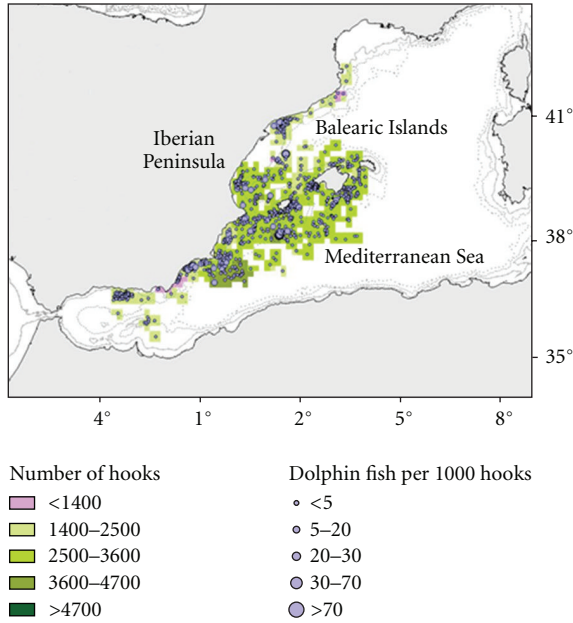 41°
Balearic Islands
Iberian
Peninsula
38°
Mediterranean Sea
35°
4° 1° 2° 5° 8°
Number of hooks
<1400
1400–2500
2500–3600
3600–4700
>4700
Dolphin fish per 1000 hooks
<5
5–20
20–30
30–70
>70